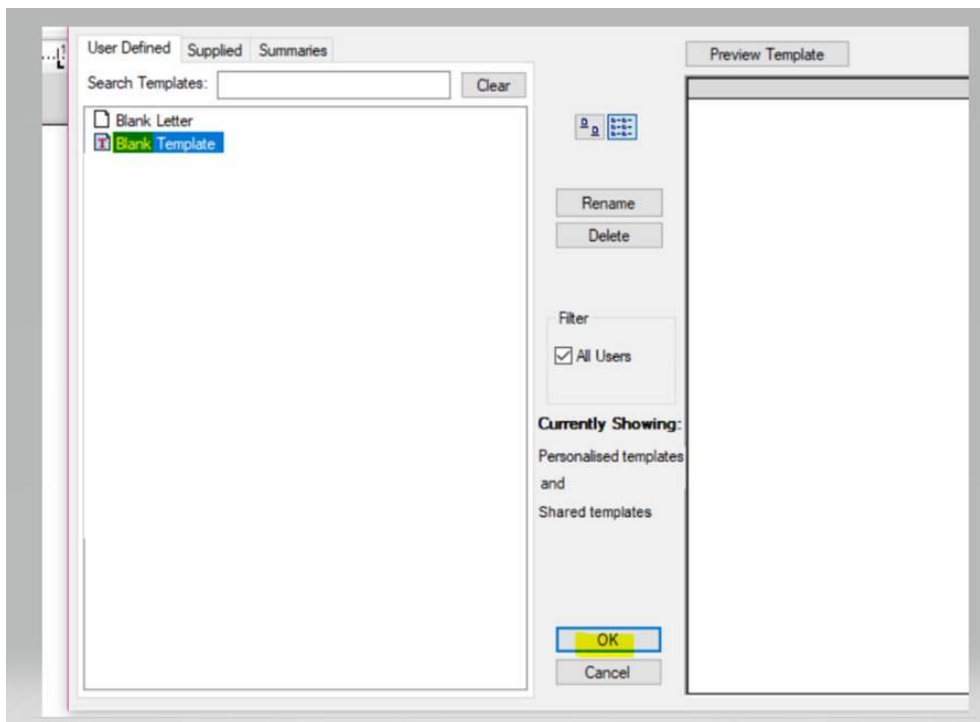 User Defined Supplied Summaries
Search Templates: Clear
Blank Letter
Blank Template
Rename
Delete
Filter
All Users
Currently Showing:
Personalised templates
and
Shared templates
OK
Cancel
Preview Template